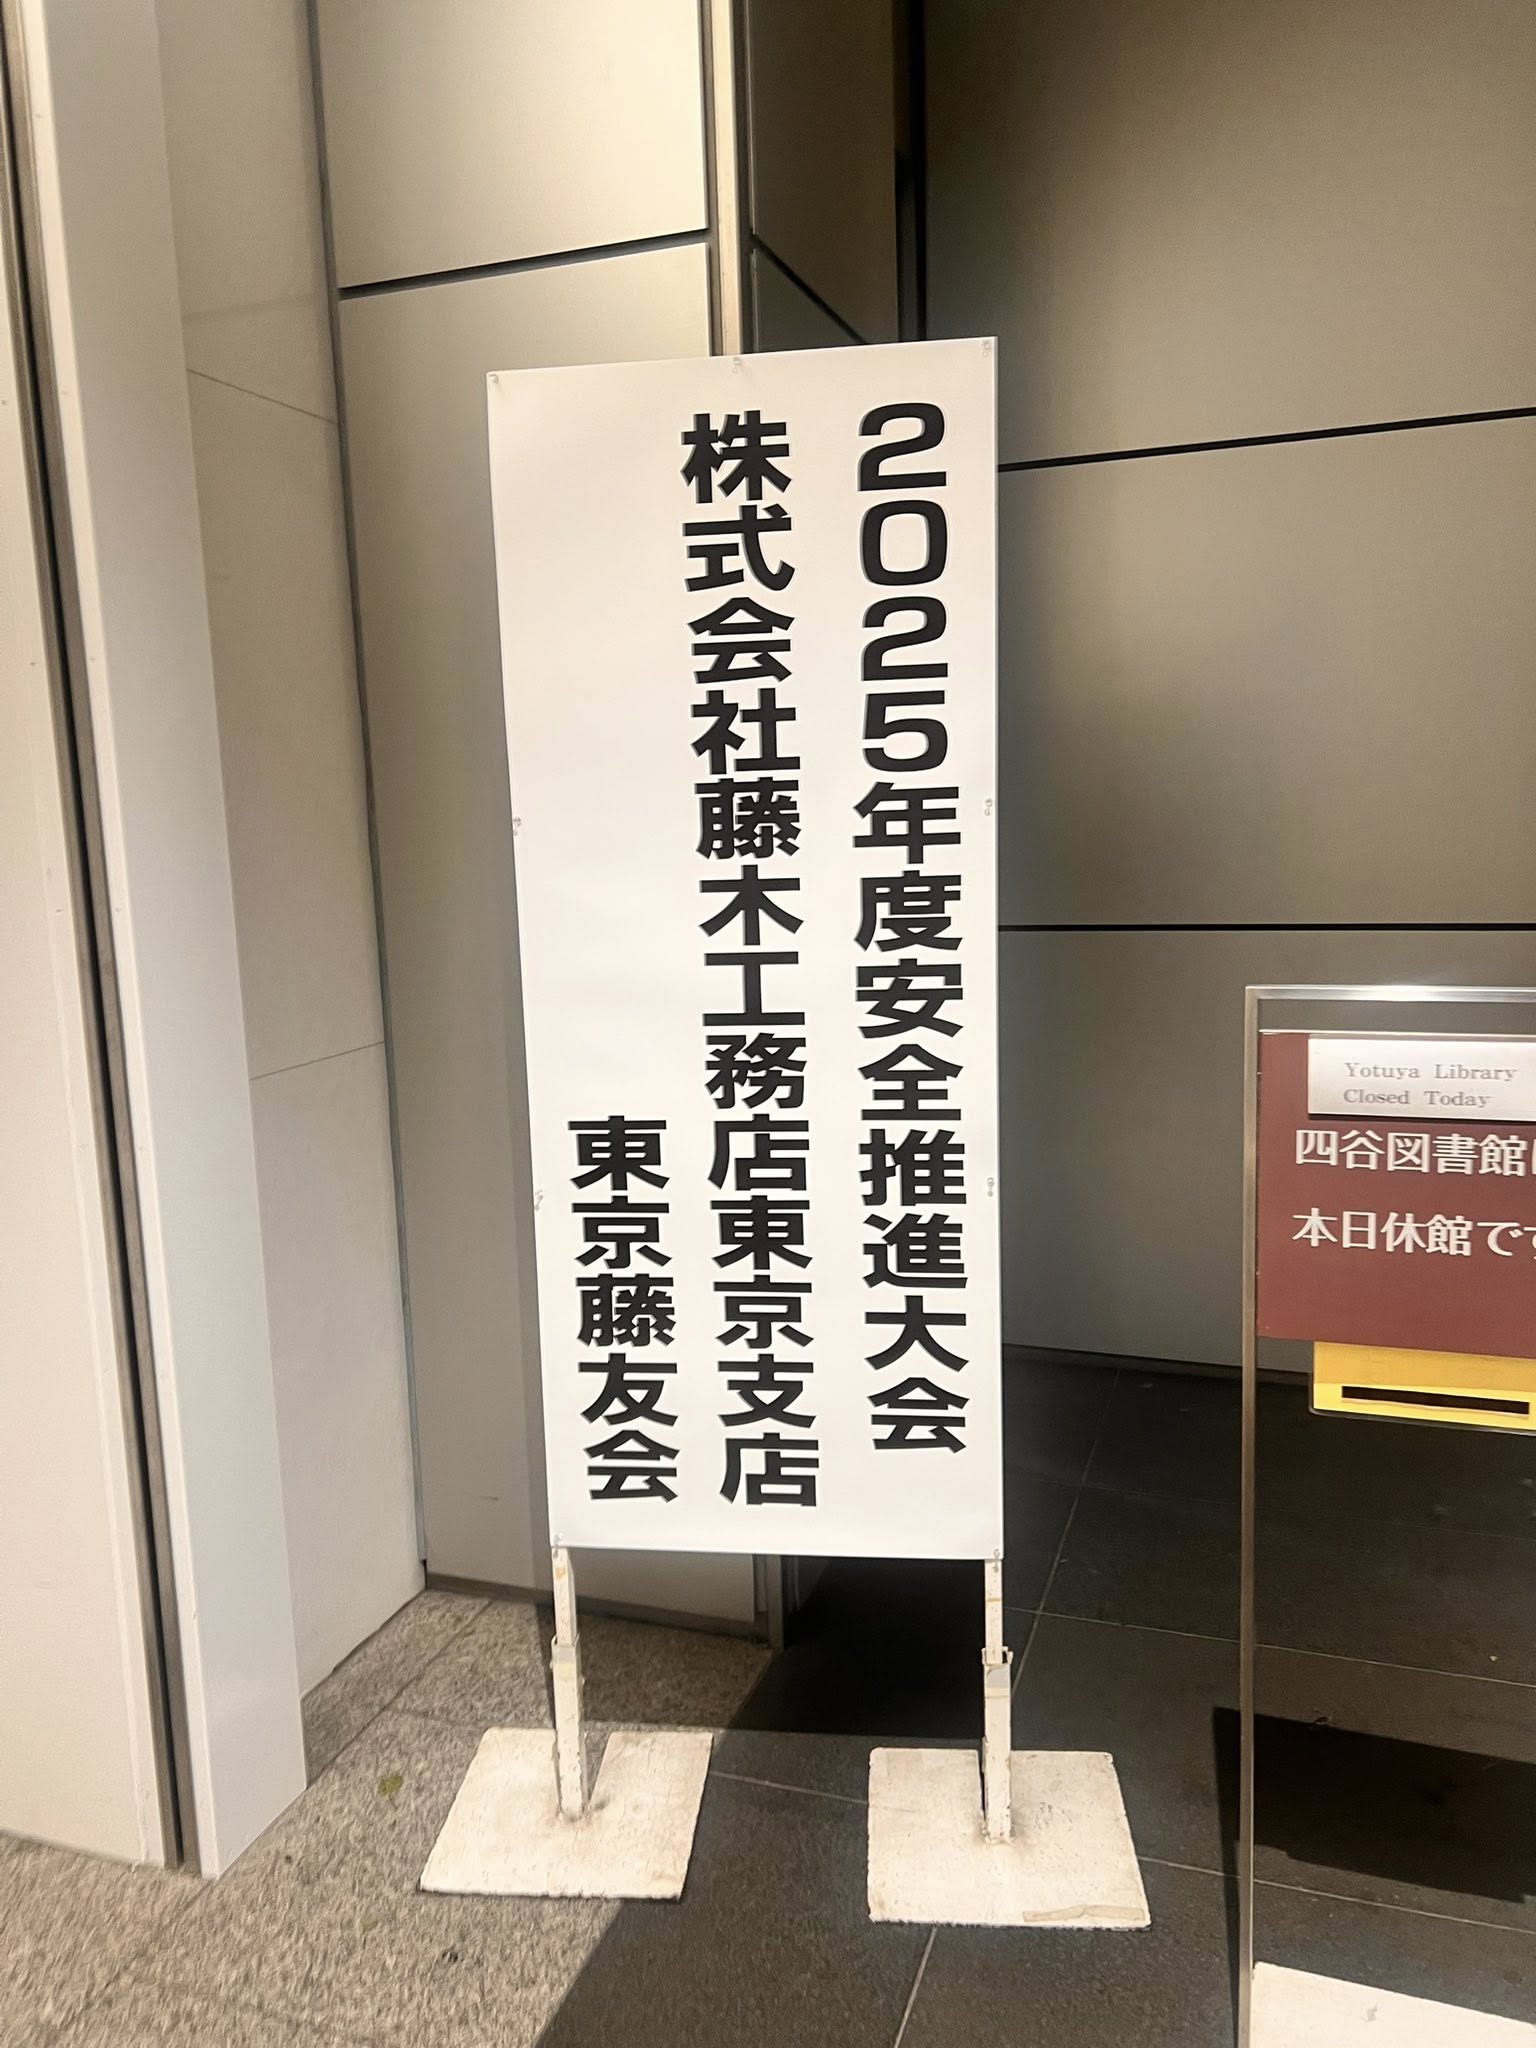 2025年度安全推進大会
株式会社藤木工務店東京支店
東京藤友会
Yotuya Library
Closed Today
四谷図書館
本日休館で